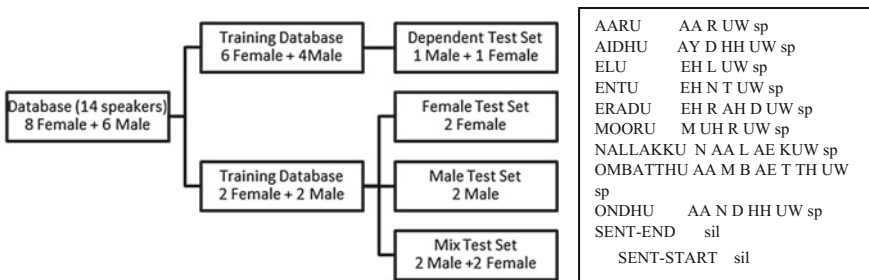 Database (14 speakers)
8 Female + 6 Male
Training Database
6 Female + 4Male
Dependent Test Set
1 Male + 1 Female
Training Database
2 Female + 2 Male
Female Test Set
2 Female
Male Test Set
2 Male
Mix Test Set
2 Male +2 Female
AARU AA R UW sp
AIDHU AY D HH UW sp
ELU EH L UW sp
ENTU EH N T UW sp
ERADU EH R AH D UW sp
MOORU M UH R UW sp
NALLAKKU N AA L AE KUW sp
OMBATTHU AA M B AE T TH UW
sp
ONDHU AA N D HH UW sp
SENT-END sil
SENT-START sil